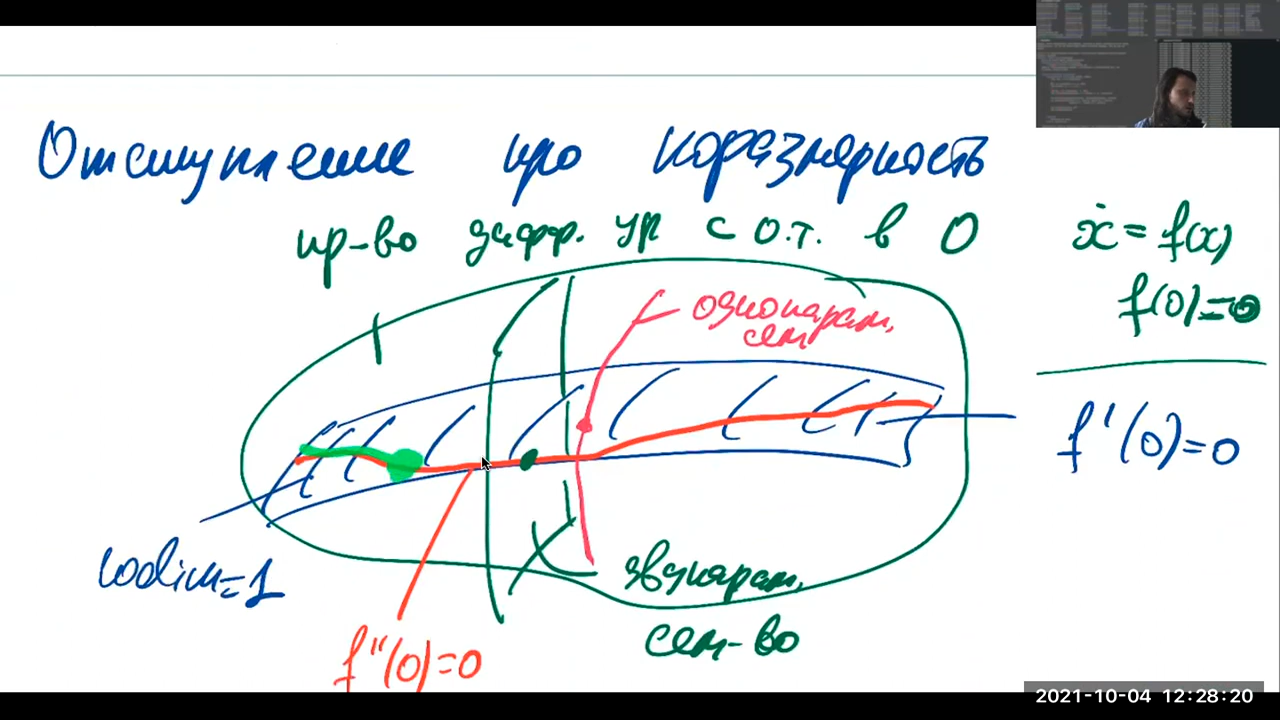 Отступление про коразмерность
пр-во дифф. ур с о.т. в 0
ẋ = f(x)
f(0)=0
однопарам.
сем
f'(0)=0
codim=1
двупарам.
сем-во
f''(0)=0
2021-10-04 12:28:20